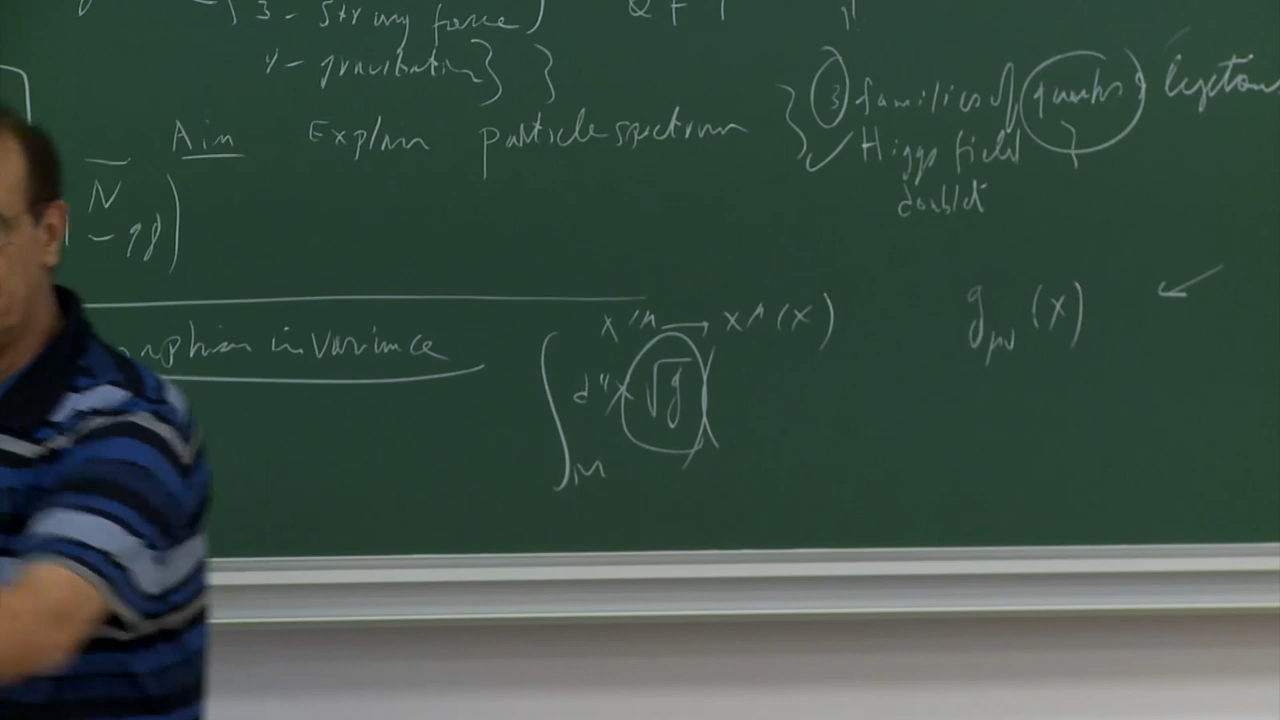 3 - Strong force }
4 - gravitation } }
Aim Explain particle spectrum } 3 families of quarks & leptons
✓ Higgs field
doublet
N
- 98)
x'^μ → x^μ (x)
g_μν (x) ←
invariance
∫_M d⁴x √g (